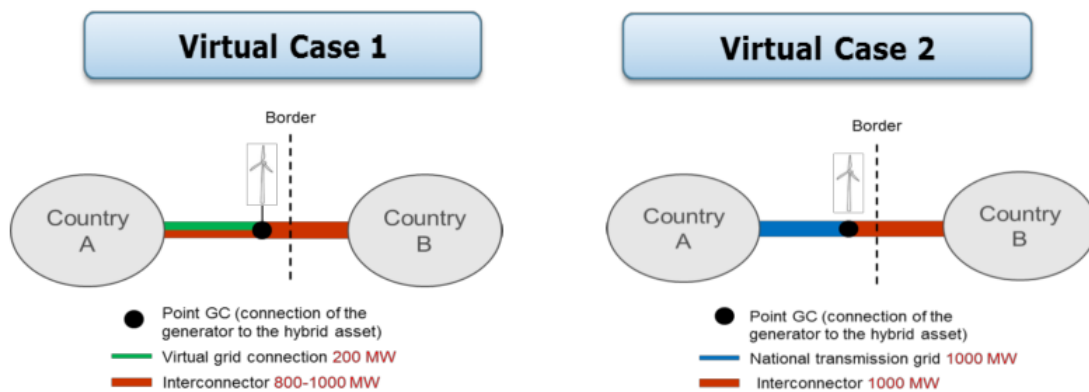 Virtual Case 1
Border
Country
A
Country
B
Point GC (connection of the
generator to the hybrid asset)
Virtual grid connection 200 MW
Interconnector 800-1000 MW
Virtual Case 2
Border
Country
A
Country
B
Point GC (connection of the
generator to the hybrid asset)
National transmission grid 1000 MW
Interconnector 1000 MW